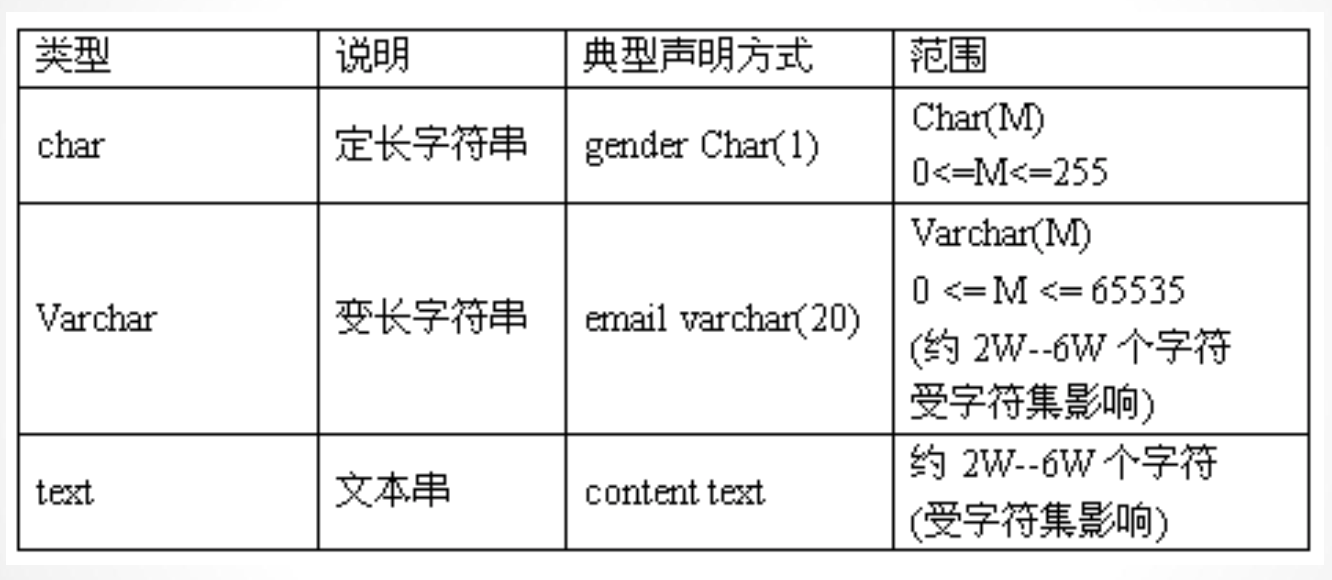 类型 说明 典型声明方式 范围
char 定长字符串 gender Char(1) Char(M)
0<=M<=255
Varchar 变长字符串 email varchar(20) Varchar(M)
0 <= M <= 65535
(约 2W--6W 个字符
受字符集影响)
text 文本串 content text 约 2W--6W 个字符
(受字符集影响)